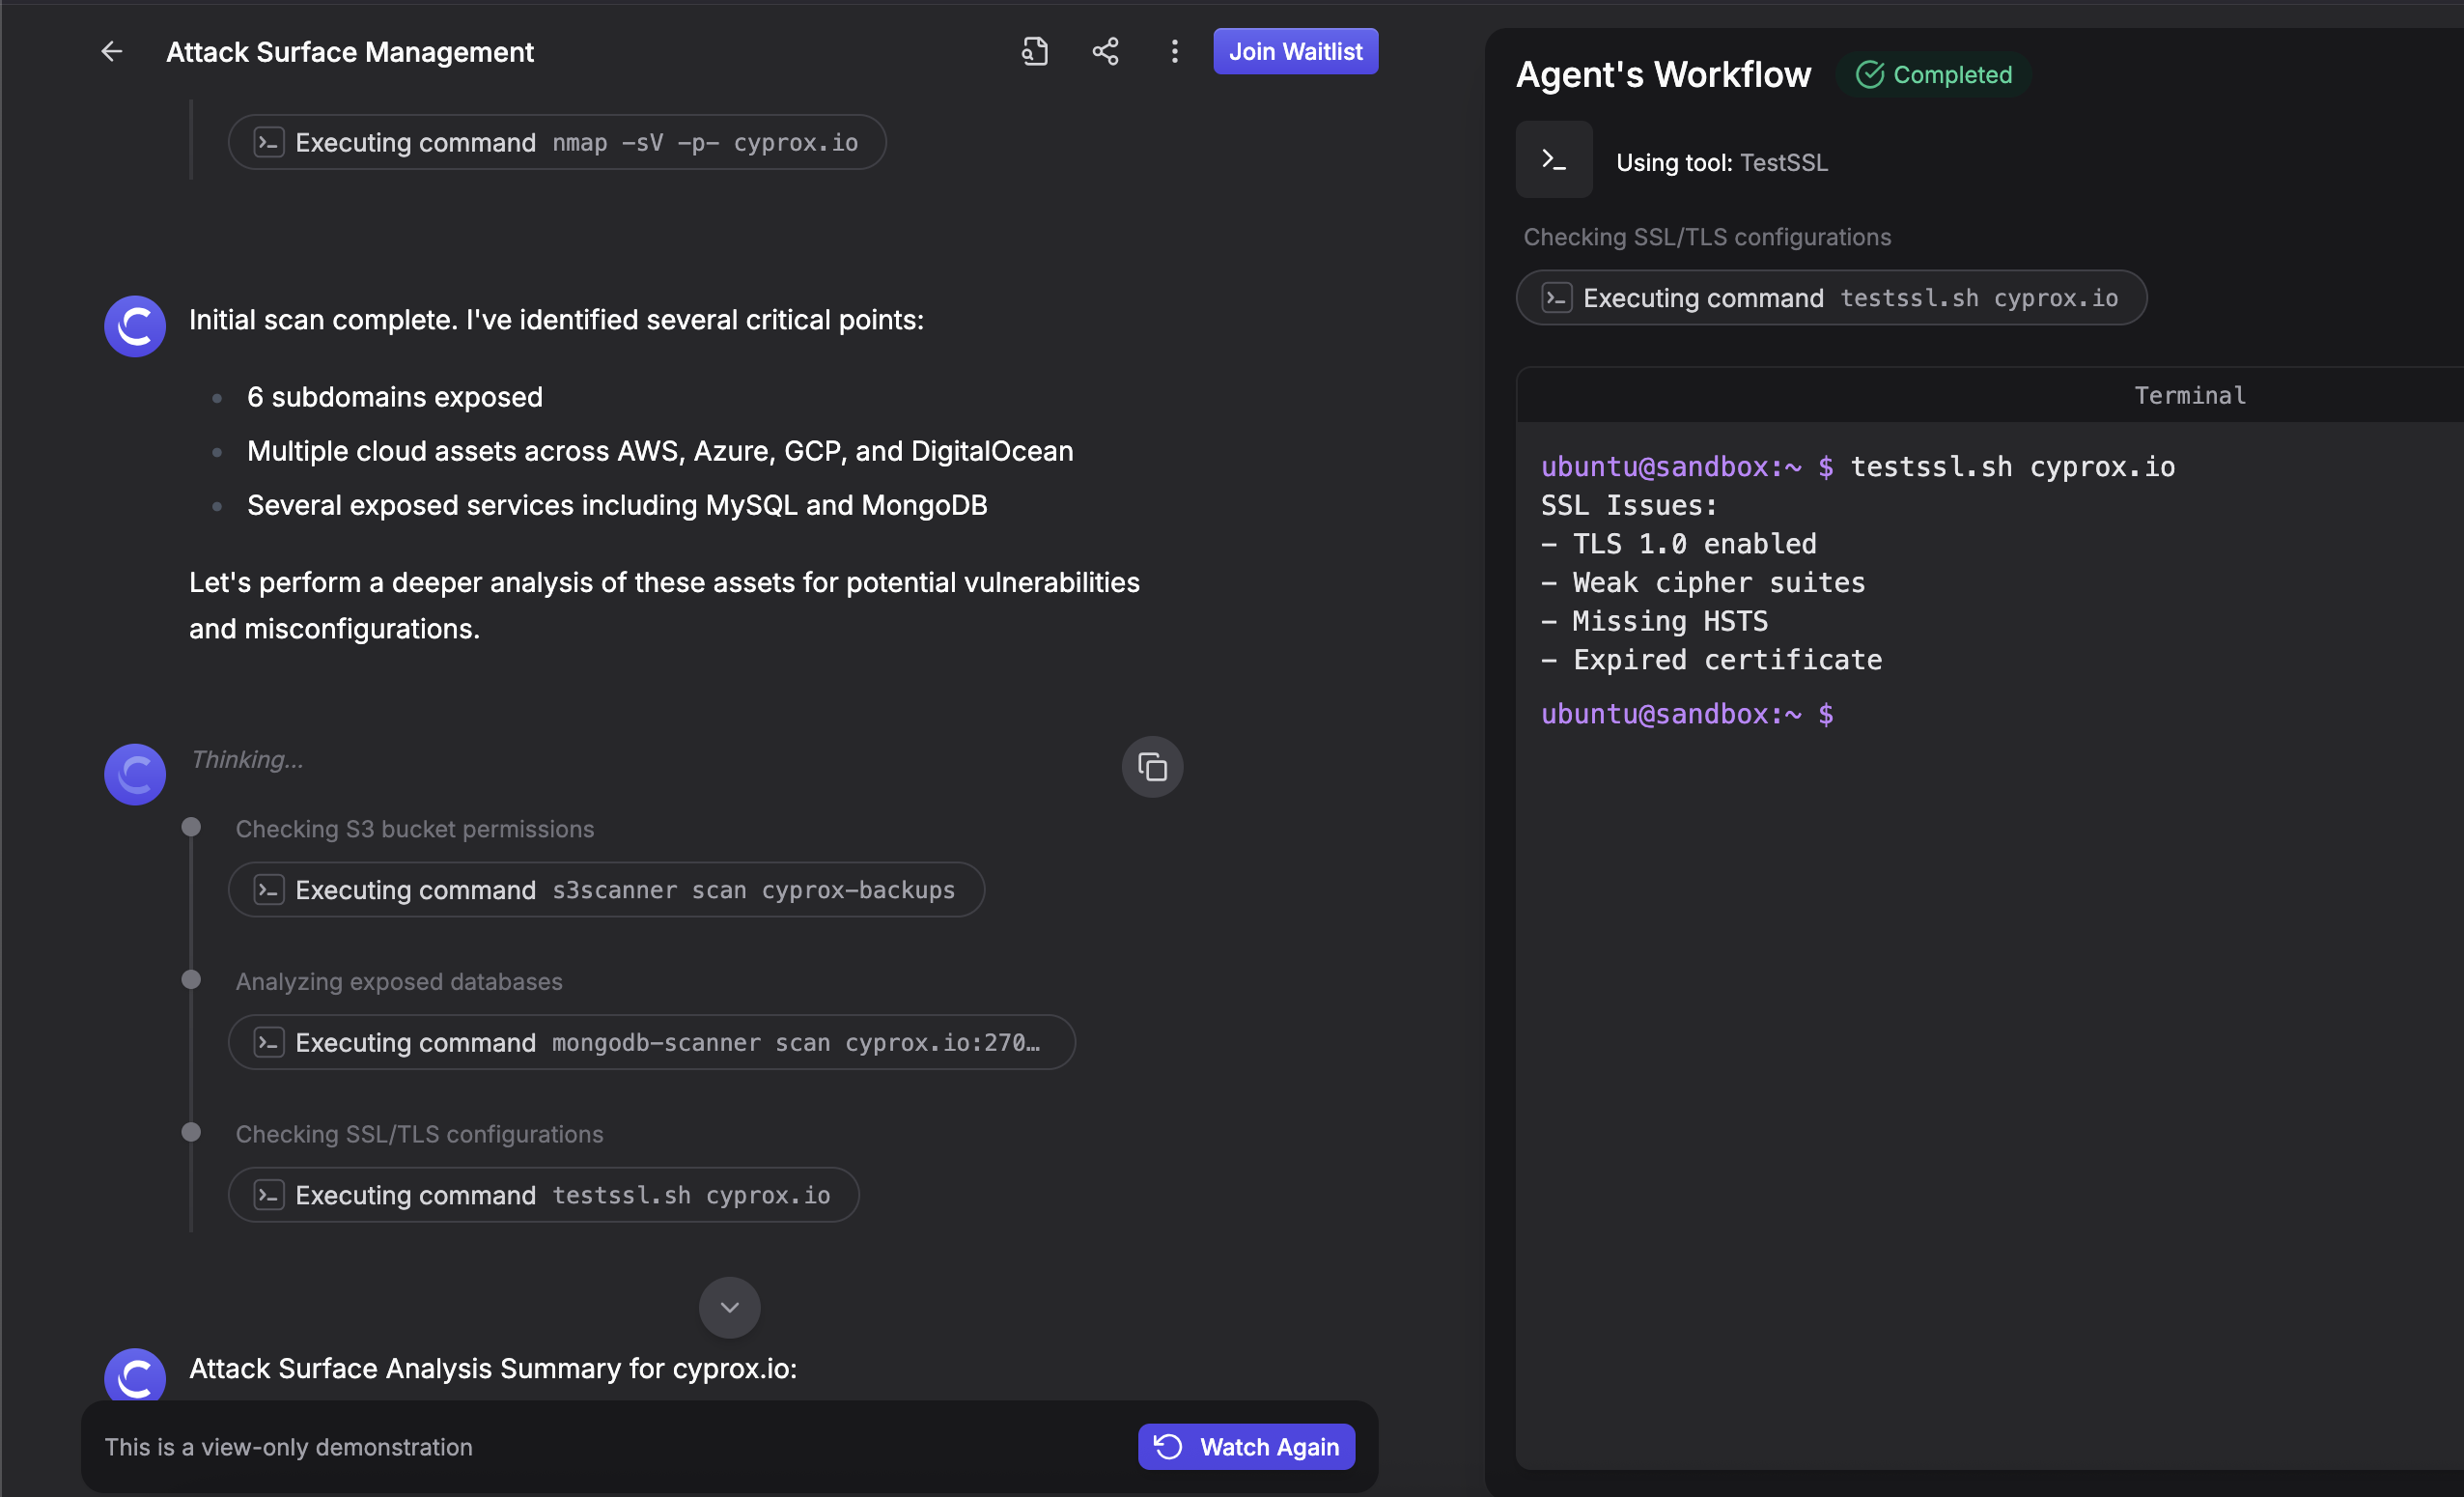 Attack Surface Management
Join Waitlist
Executing command nmap -sV -p- cyprox.io
Initial scan complete. I've identified several critical points:
6 subdomains exposed
Multiple cloud assets across AWS, Azure, GCP, and DigitalOcean
Several exposed services including MySQL and MongoDB
Let's perform a deeper analysis of these assets for potential vulnerabilities
and misconfigurations.
Thinking...
Checking S3 bucket permissions
Executing command s3scanner scan cyprox-backups
Analyzing exposed databases
Executing command mongodb-scanner scan cyprox.io:270…
Checking SSL/TLS configurations
Executing command testssl.sh cyprox.io
Attack Surface Analysis Summary for cyprox.io:
This is a view-only demonstration
Watch Again
Agent's Workflow
Completed
Using tool: TestSSL
Checking SSL/TLS configurations
Executing command testssl.sh cyprox.io
Terminal
ubuntu@sandbox:~ $ testssl.sh cyprox.io
SSL Issues:
- TLS 1.0 enabled
- Weak cipher suites
- Missing HSTS
- Expired certificate
ubuntu@sandbox:~ $